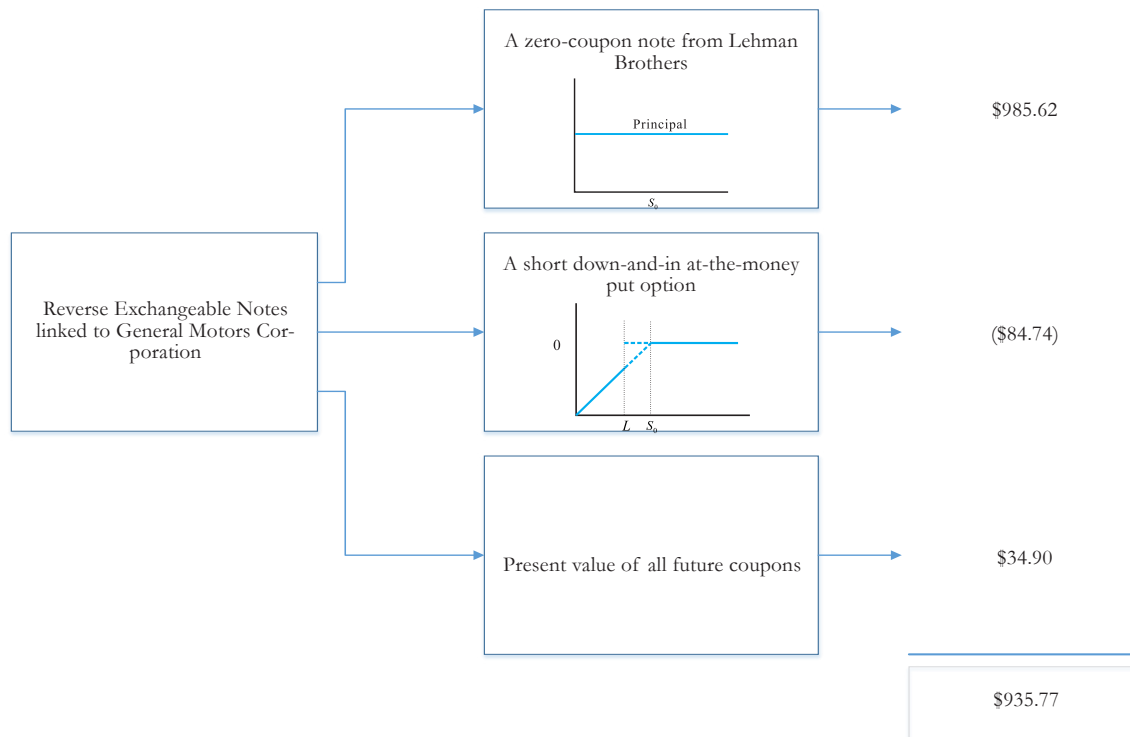 A zero-coupon note from Lehman
Brothers
Principal
S₀
$985.62
Reverse Exchangeable Notes
linked to General Motors Cor-
poration
A short down-and-in at-the-money
put option
0
L S₀
($84.74)
Present value of all future coupons
$34.90
$935.77